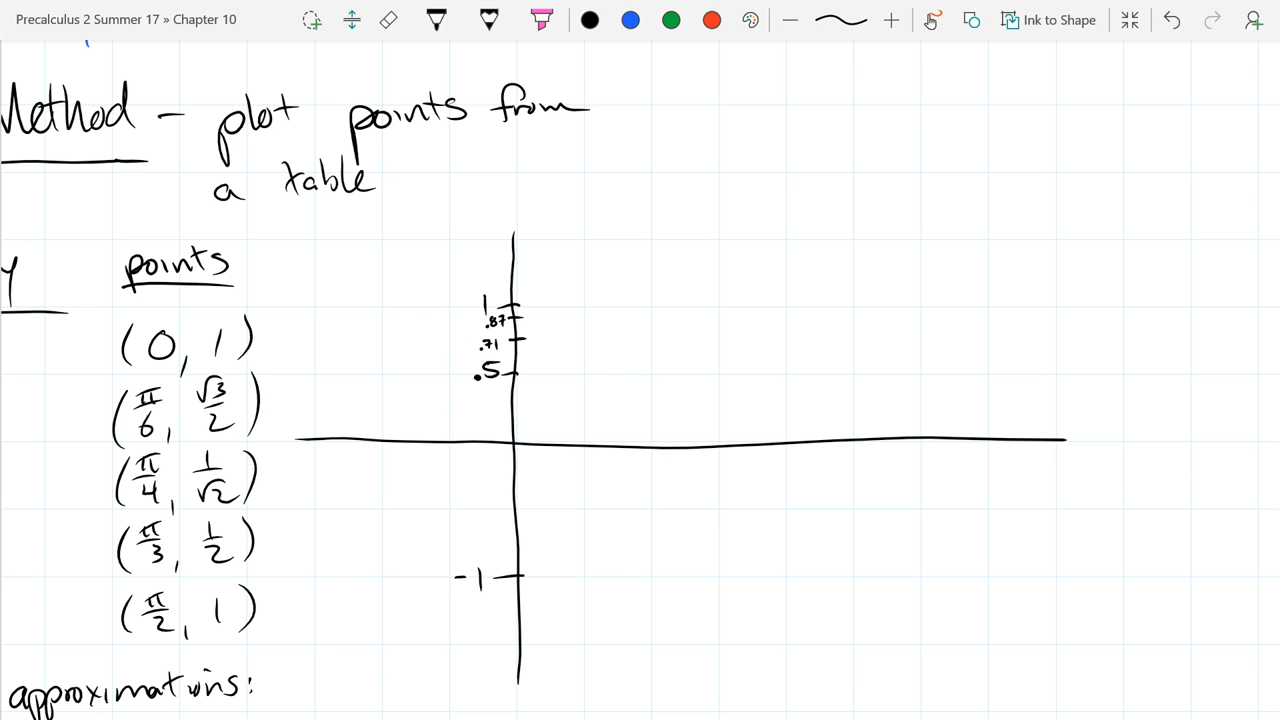 Precalculus 2 Summer 17 » Chapter 10
Ink to Shape
Method - plot points from
a table
y
points
(0, 1)
(π/6, √3/2)
(π/4, 1/√2)
(π/3, 1/2)
(π/2, 1)
approximations:
1
.87
.71
.5
-1